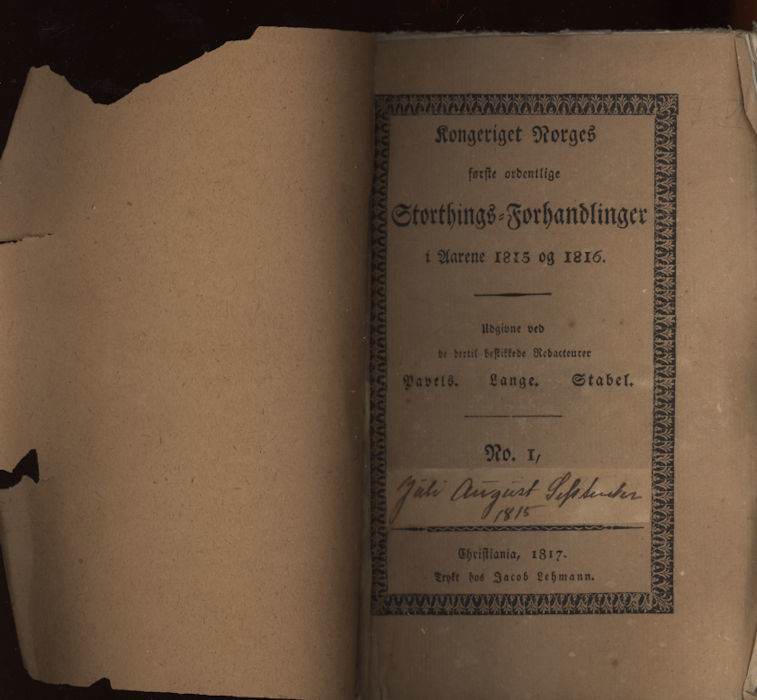 Kongeriget Norges
første ordentlige
Storthings-Forhandlinger
i Aarene 1815 og 1816.
Udgivne ved
de dertil beskikkede Redacteurer
Pavels. Lange. Stabel.
No. 1,
Juli August September
1815
Christiania, 1817.
Trykt hos Jacob Lehmann.